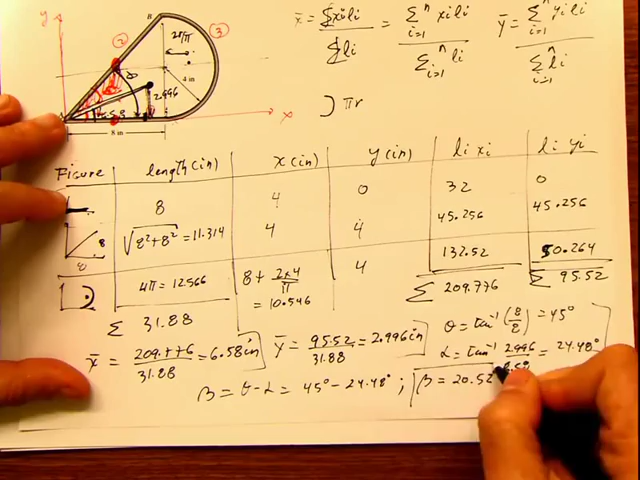 y
B
③
②
2r/π
4 in
2.996
8 in
x
x̄ = Σxili / Σli = Σ_{i=1}^n xili / Σ_{i=1}^n li
ȳ = Σ_{i=1}^n yili / Σ_{i=1}^n li
πr
Figure length(in) x(in) y(in) li xi li yi
8 4 0 32 0
8 8 √8²+8² = 11.314 4 4 45.256 45.256
4π = 12.566 8 + 2×4/π = 10.546 4 132.52 50.264
Σ 31.88 Σ 209.776 Σ 95.52
x̄ = 209.776/31.88 = 6.58 in ȳ = 95.52/31.88 = 2.996 in
θ = tan⁻¹(8/8) = 45°
α = tan⁻¹ 2.996/6.58 = 24.48°
β = θ - α = 45° - 24.48° ; β = 20.52